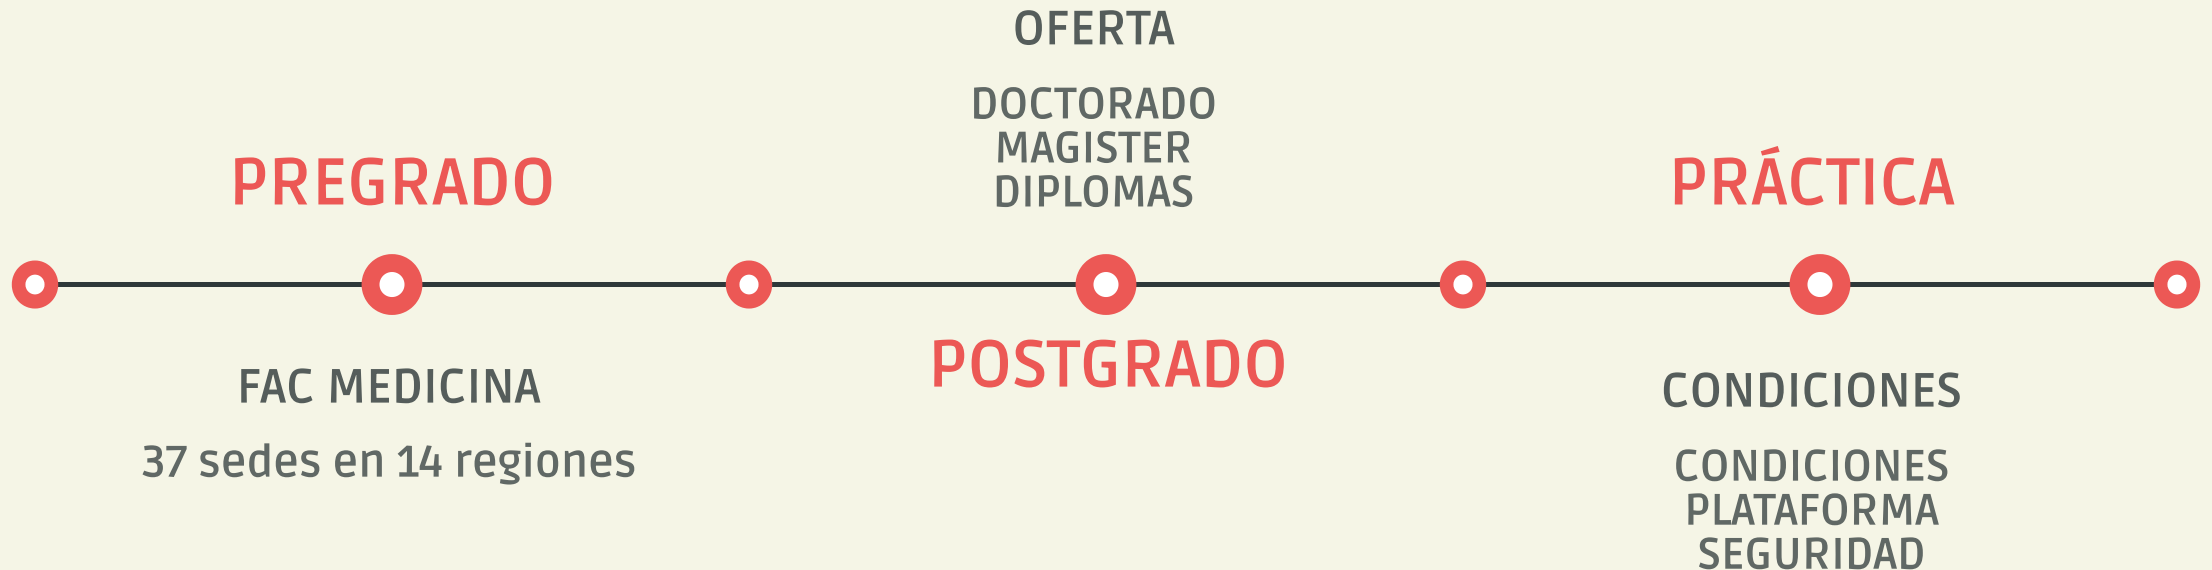 PREGRADO
FAC MEDICINA
37 sedes en 14 regiones
OFERTA
DOCTORADO
MAGISTER
DIPLOMAS
POSTGRADO
PRÁCTICA
CONDICIONES
CONDICIONES
PLATAFORMA
SEGURIDAD